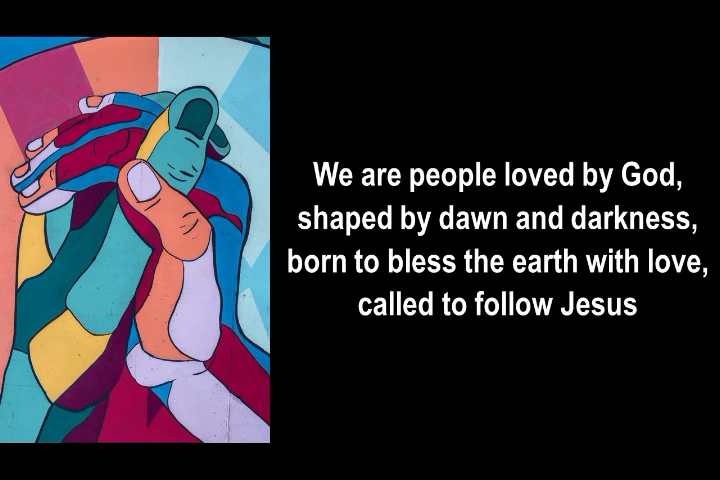 We are people loved by God,
shaped by dawn and darkness,
born to bless the earth with love,
called to follow Jesus